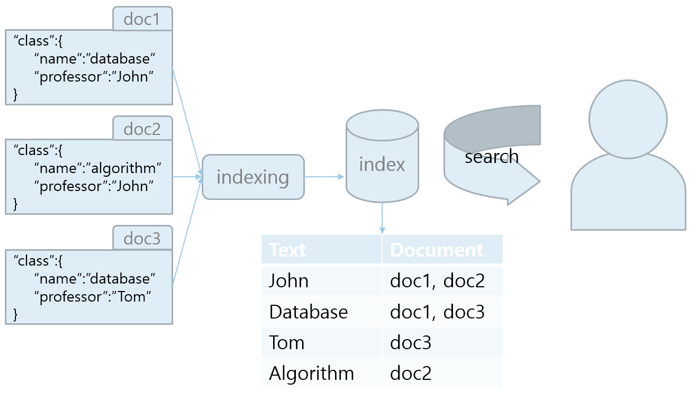 doc1
“class”:{
“name”:”database”
“professor”:”John”
}
doc2
“class”:{
“name”:”algorithm”
“professor”:”John”
}
doc3
“class”:{
“name”:”database”
“professor”:”Tom”
}
indexing
index
search
Text Document
John doc1, doc2
Database doc1, doc3
Tom doc3
Algorithm doc2